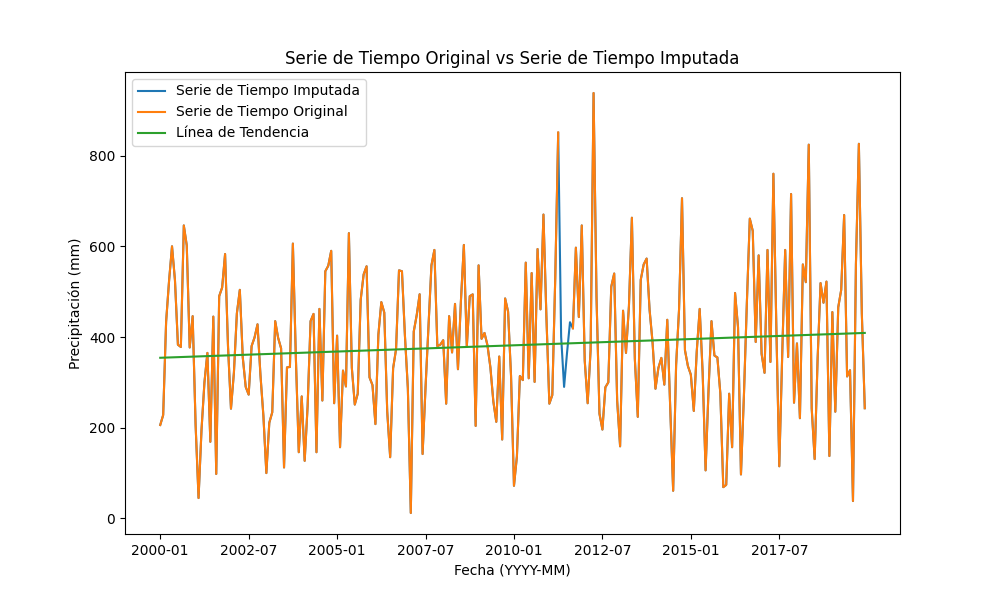 Serie de Tiempo Original vs Serie de Tiempo Imputada
Serie de Tiempo Imputada
Serie de Tiempo Original
Línea de Tendencia
800
600
400
200
0
Precipitación (mm)
2000-01 2002-07 2005-01 2007-07 2010-01 2012-07 2015-01 2017-07
Fecha (YYYY-MM)